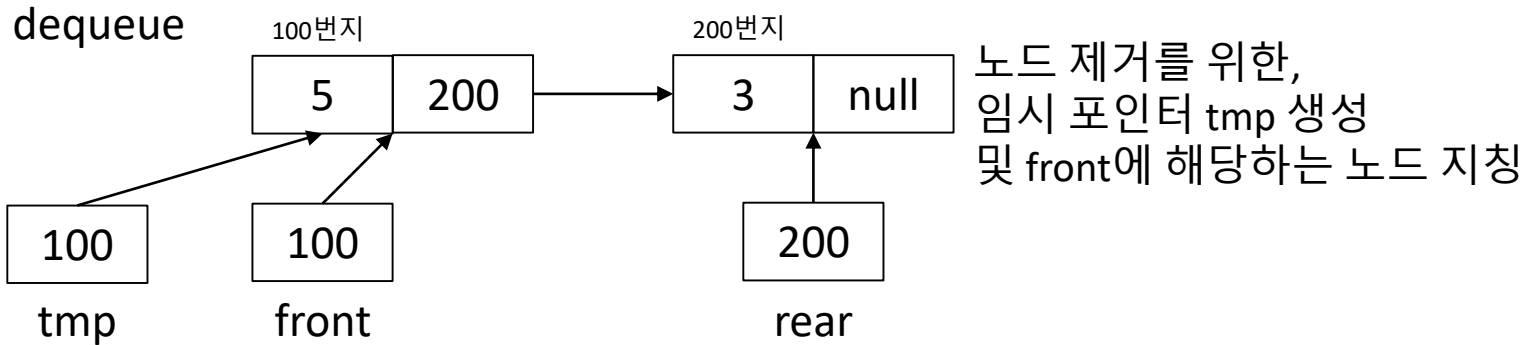 dequeue
100번지
200번지
5
200
3
null
노드 제거를 위한,
임시 포인터 tmp 생성
및 front에 해당하는 노드 지칭
100
100
200
tmp
front
rear